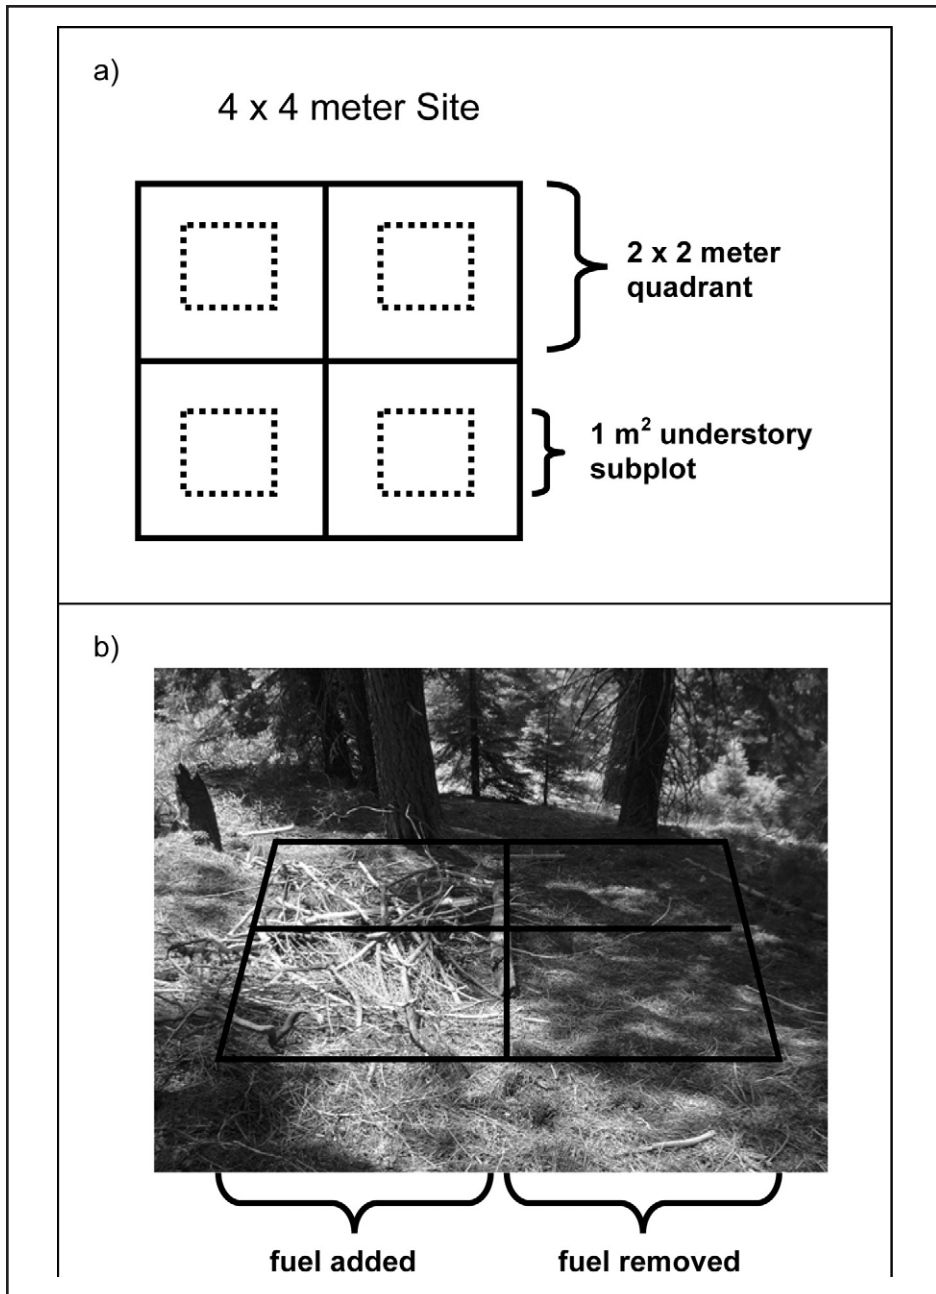 a)
4 x 4 meter Site
2 x 2 meter
quadrant
1 m² understory
subplot
b)
fuel added
fuel removed